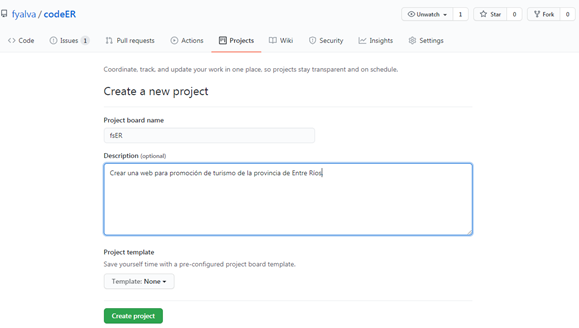 fyalva / codeER
Unwatch 1 Star 0 Fork 0
Code Issues 1 Pull requests Actions Projects Wiki Security Insights Settings
Coordinate, track, and update your work in one place, so projects stay transparent and on schedule.
Create a new project
Project board name
fsER
Description (optional)
Crear una web para promoción de turismo de la provincia de Entre Ríos
Project template
Save yourself time with a pre-configured project board template.
Template: None
Create project